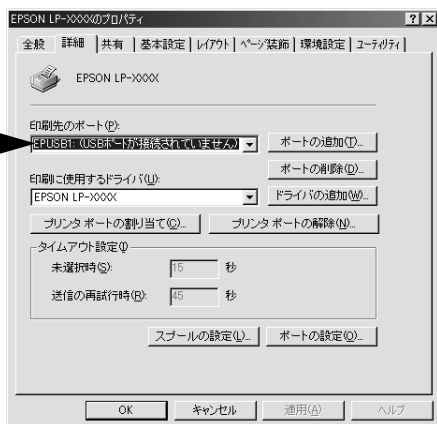 EPSON LP-XXXXのプロパティ
全般 詳細 共有 基本設定 レイアウト ページ装飾 環境設定 ユーティリティ
EPSON LP-XXXX
印刷先のポート(P):
EPUSB1: (USBポートが接続されていません) ポートの追加(T)...
ポートの削除(D)...
印刷に使用するドライバ(U):
EPSON LP-XXXX ドライバの追加(W)...
プリンタ ポートの割り当て(C)... プリンタ ポートの解除(N)...
タイムアウト設定
未選択時(S): 15 秒
送信の再試行時(R): 45 秒
スプールの設定(L)... ポートの設定(O)...
OK キャンセル 適用(A) ヘルプ